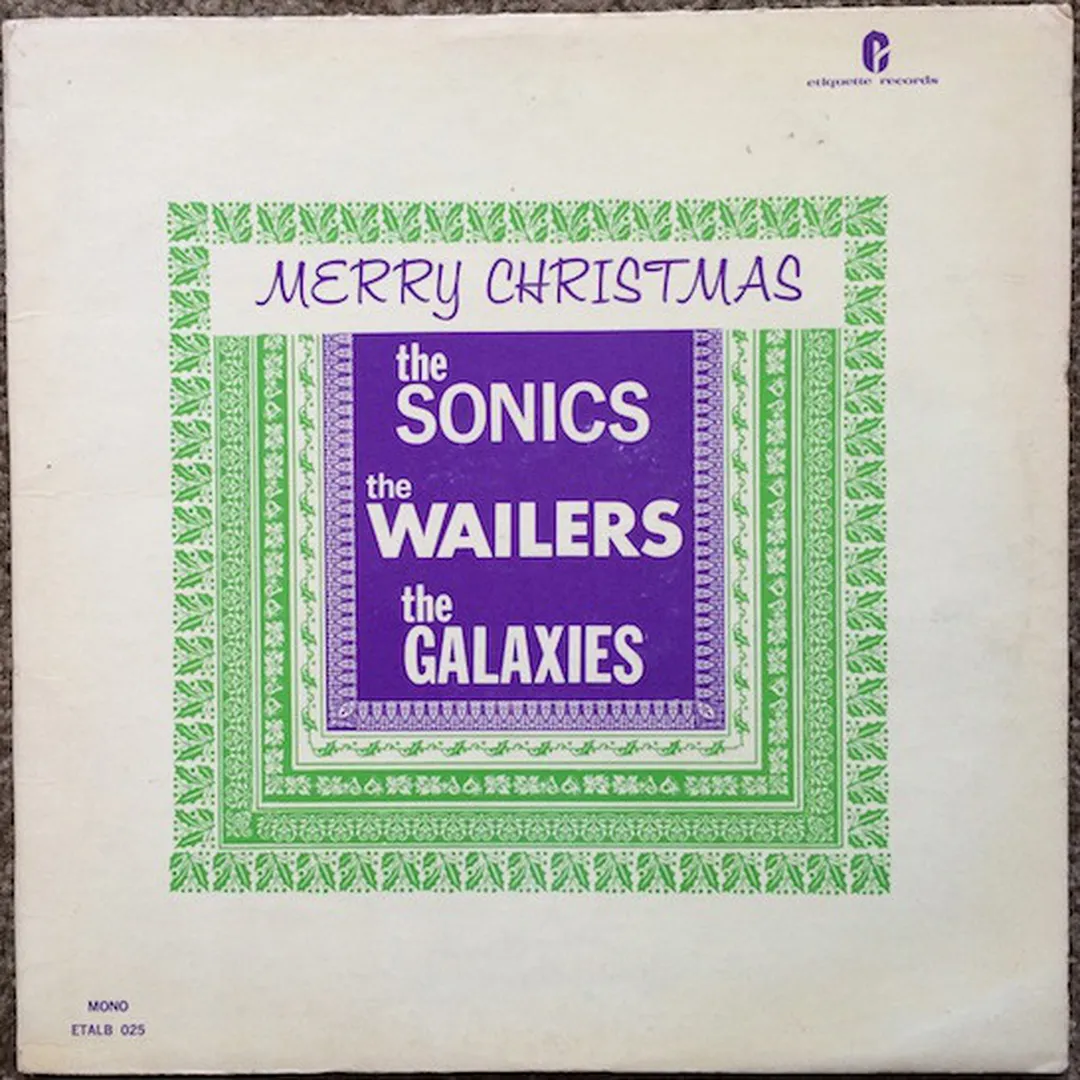 etiquette records
MERRY CHRISTMAS
the
SONICS
the
WAILERS
the
GALAXIES
MONO
ETALB 025